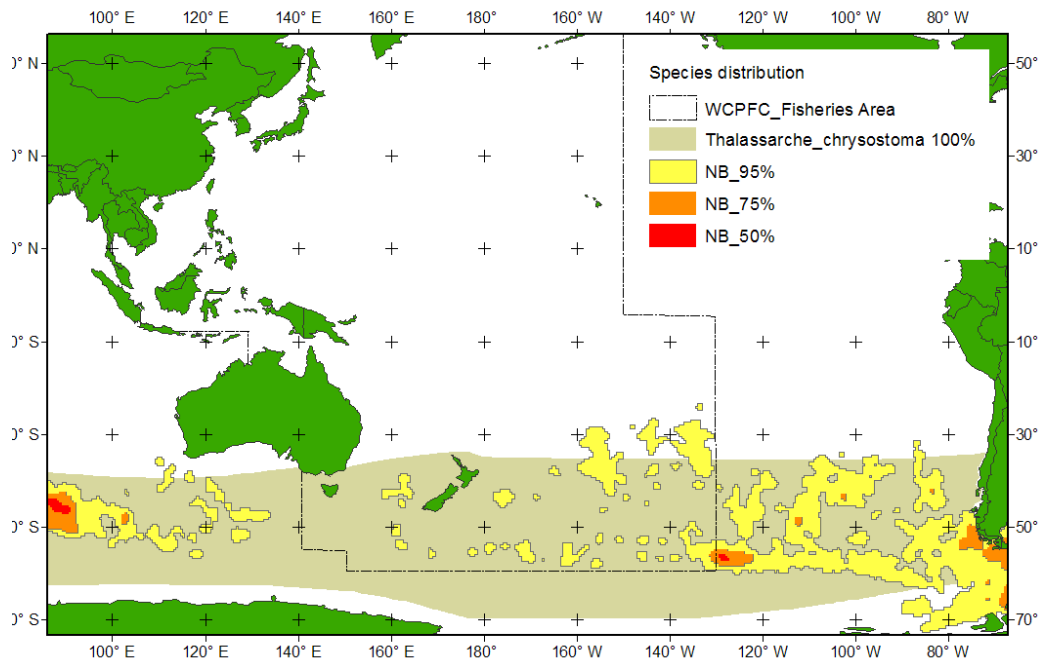 100° E 120° E 140° E 160° E 180° 160° W 140° W 120° W 100° W 80° W
° N 50°
Species distribution
WCPFC_Fisheries Area
Thalassarche_chrysostoma 100%
° N 30°
NB_95%
NB_75%
NB_50%
° N 10°
° S 10°
° S 30°
° S 50°
° S 70°
100° E 120° E 140° E 160° E 180° 160° W 140° W 120° W 100° W 80° W